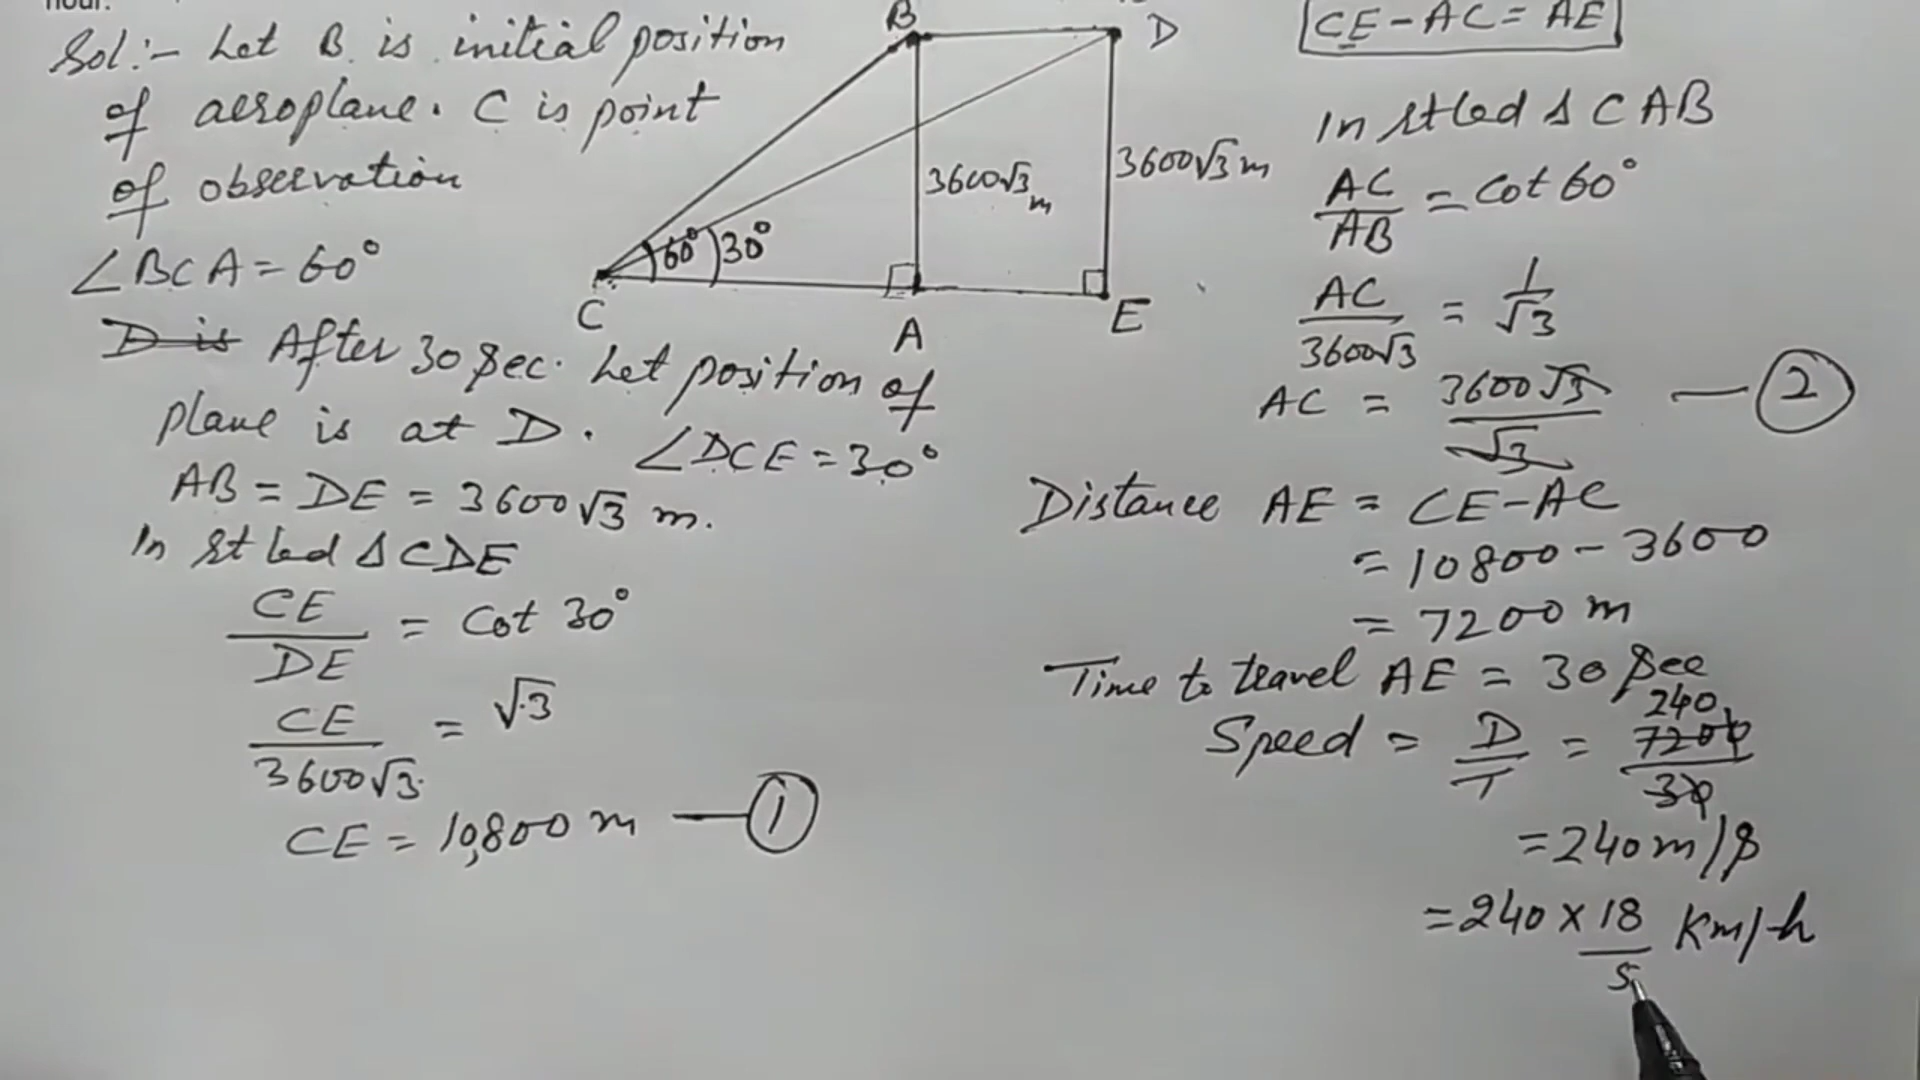 hour.
Sol:- Let B is initial position
of aeroplane. C is point
of observation
∠BCA = 60°
D is After 30 sec. Let position of
plane is at D. ∠DCE = 30°
AB = DE = 3600√3 m.
In rt led Δ CDE
CE/DE = cot 30°
CE/3600√3 = √3
CE = 10,800 m — 1
B
D
3600√3 m
3600√3 m
60° 30°
C
A
E
CE - AC = AE
In rt led Δ CAB
AC/AB = cot 60°
AC/3600√3 = 1/√3
AC = 3600√3/√3 — 2
Distance AE = CE - AC
= 10800 - 3600
= 7200 m
Time to travel AE = 30 sec
240
Speed = D/T = 7200/30
= 240 m/s
= 240 × 18/5 Km/h